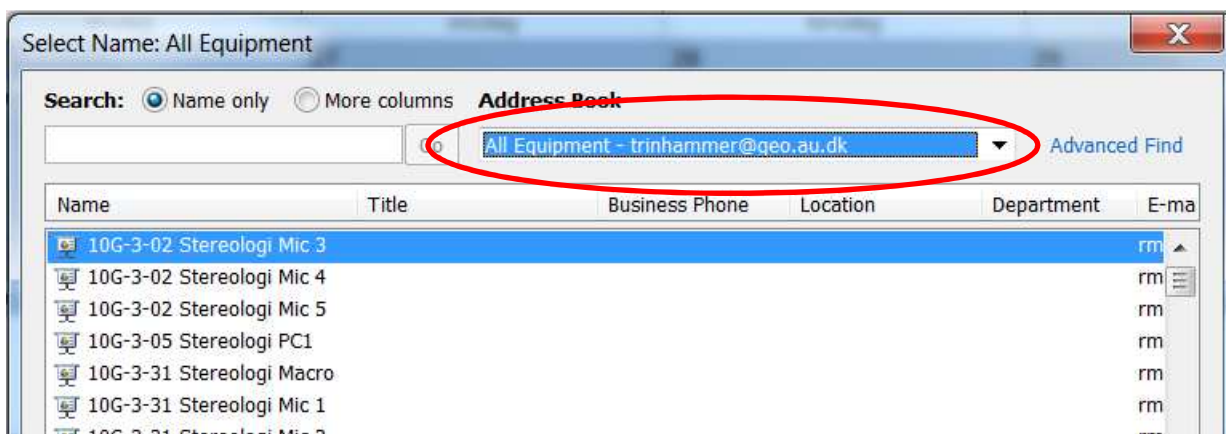 Select Name: All Equipment
Search: Name only More columns Address Book
Go All Equipment - trinhammer@geo.au.dk Advanced Find
Name Title Business Phone Location Department E-ma
10G-3-02 Stereologi Mic 3 rm
10G-3-02 Stereologi Mic 4 rm
10G-3-02 Stereologi Mic 5 rm
10G-3-05 Stereologi PC1 rm
10G-3-31 Stereologi Macro rm
10G-3-31 Stereologi Mic 1 rm